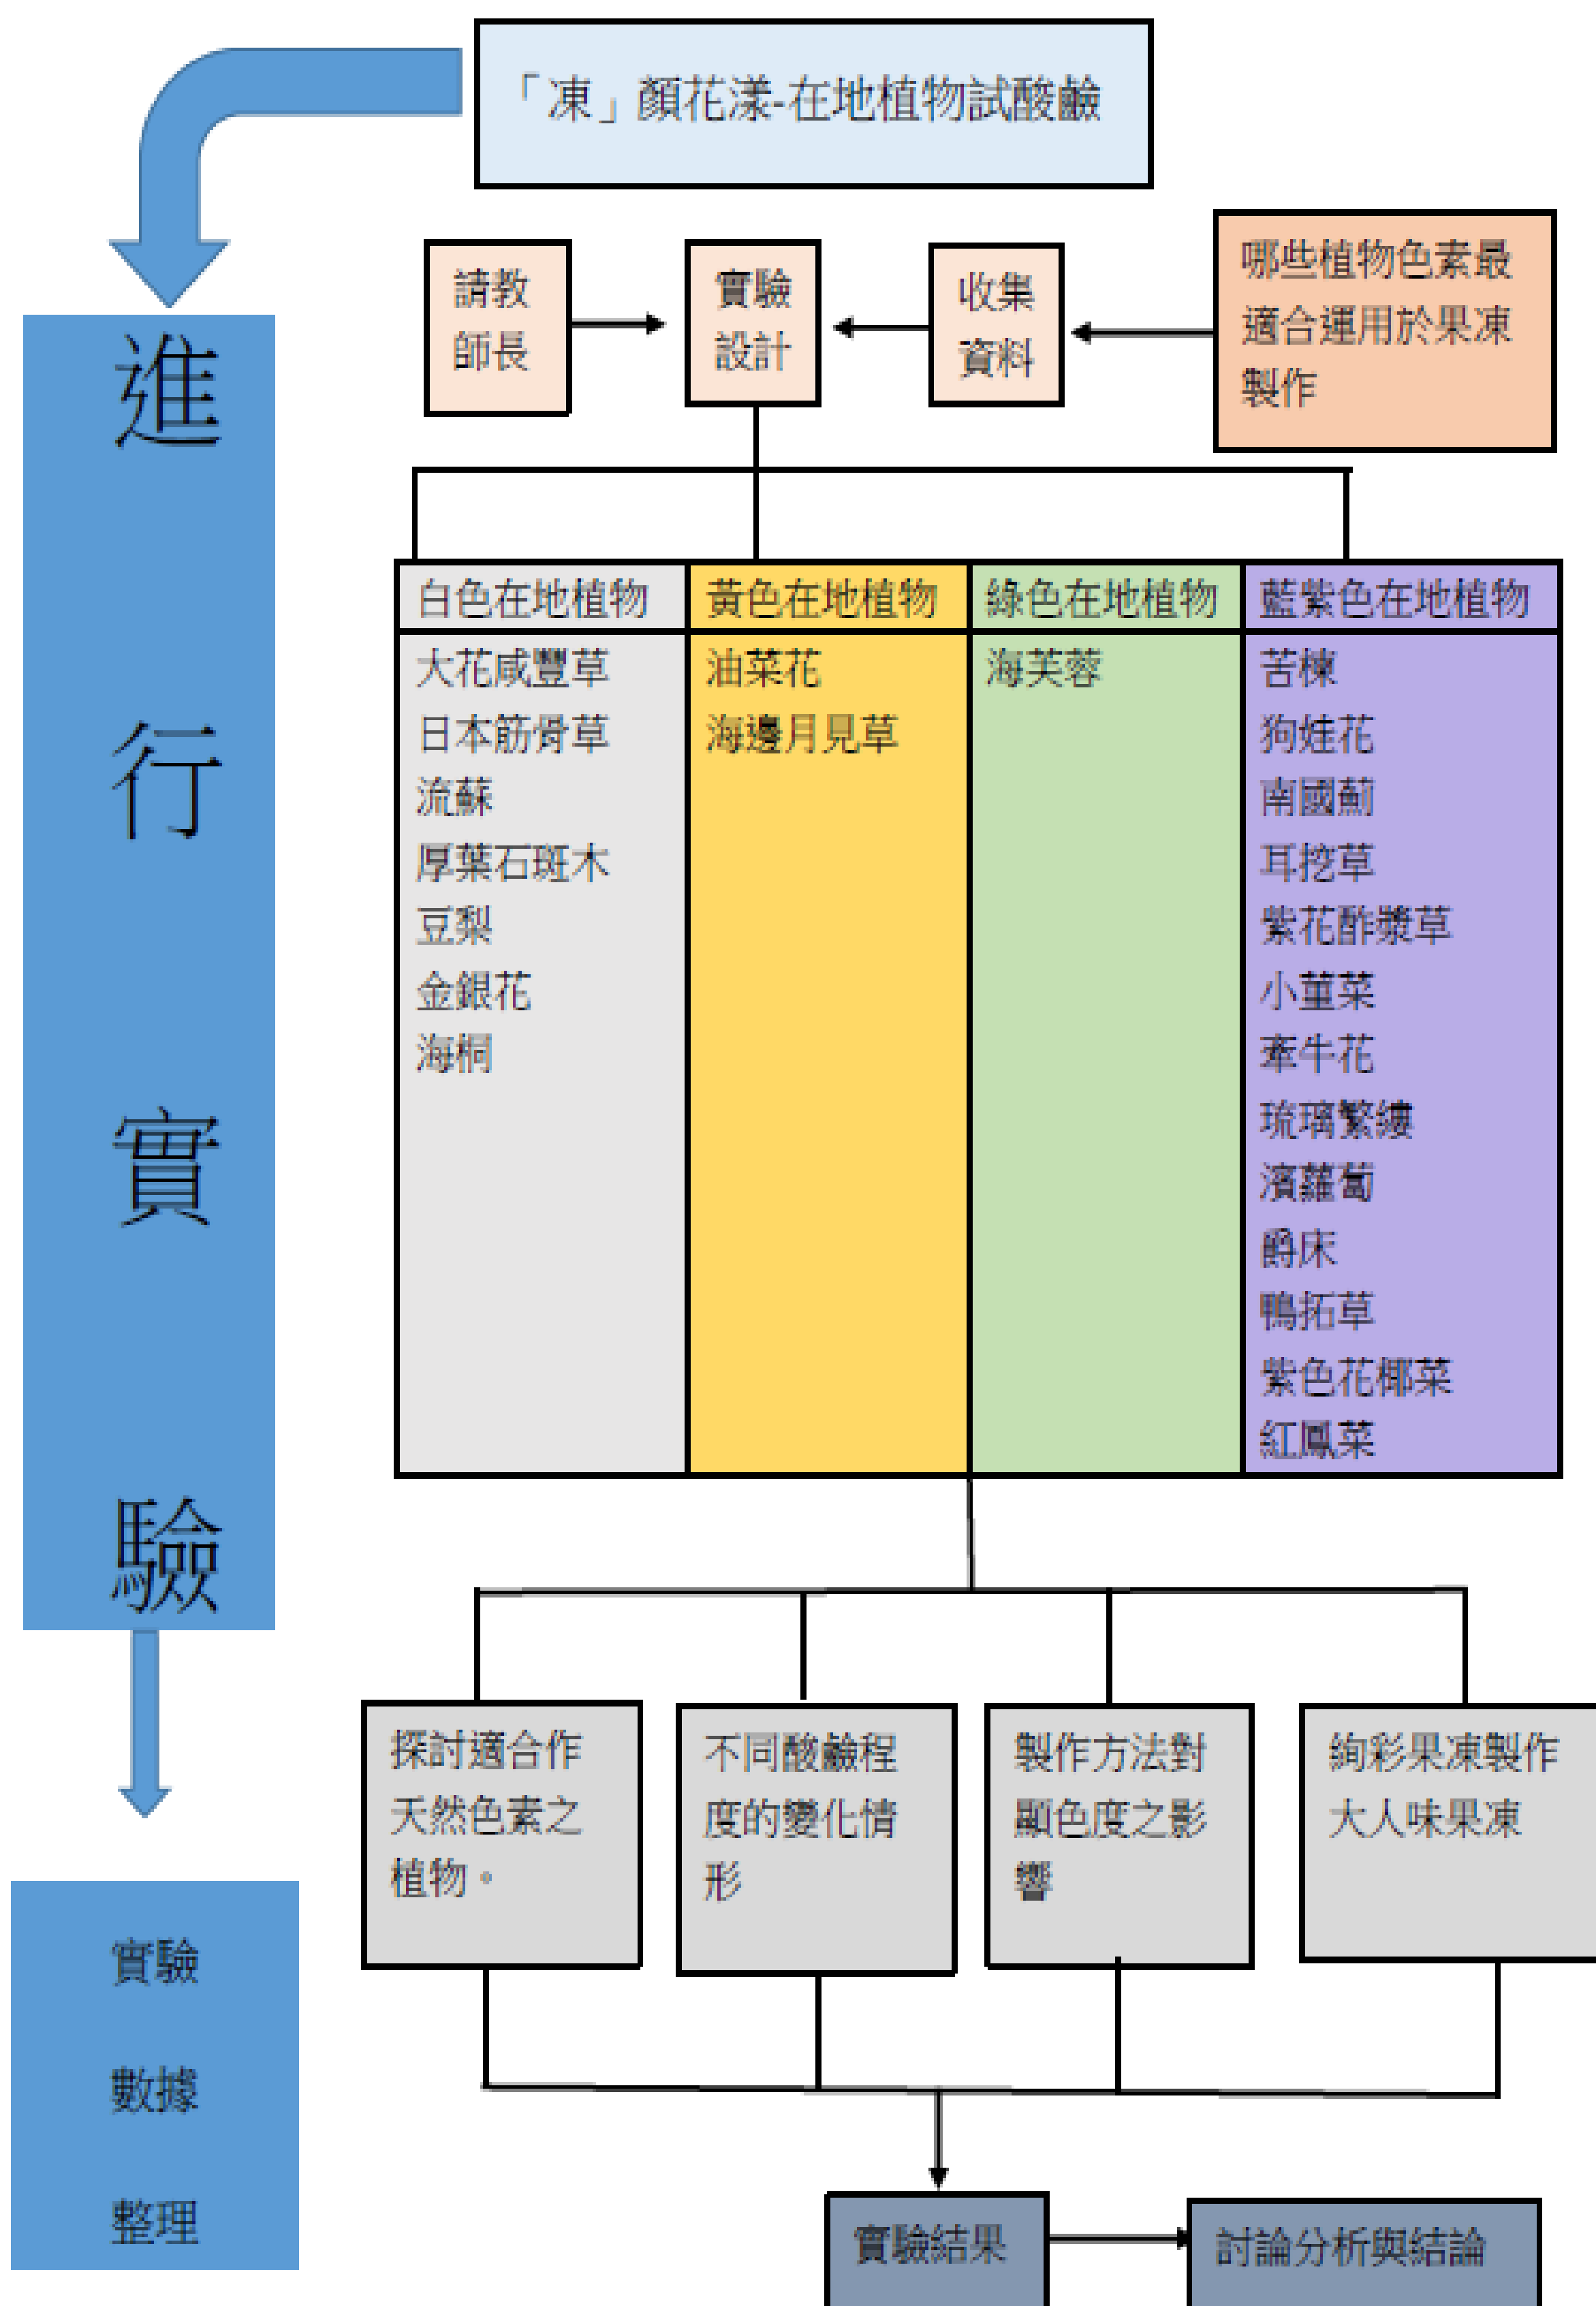 「凍」顏花漾-在地植物試酸鹼
請教
師長
實驗
設計
收集
資料
哪些植物色素最
適合運用於果凍
製作
進
行
實
驗
白色在地植物
大花咸豐草
日本筋骨草
流蘇
厚葉石斑木
豆梨
金銀花
海桐
黃色在地植物
油菜花
海邊月見草
綠色在地植物
海芙蓉
藍紫色在地植物
苦楝
狗娃花
南國薊
耳挖草
紫花酢漿草
小菫菜
牽牛花
琉璃繁縷
濱蘿蔔
爵床
鴨拓草
紫色花椰菜
紅鳳菜
探討適合作
天然色素之
植物。
不同酸鹼程
度的變化情
形
製作方法對
顯色度之影
響
絢彩果凍製作
大人味果凍
實驗
數據
整理
實驗結果
討論分析與結論